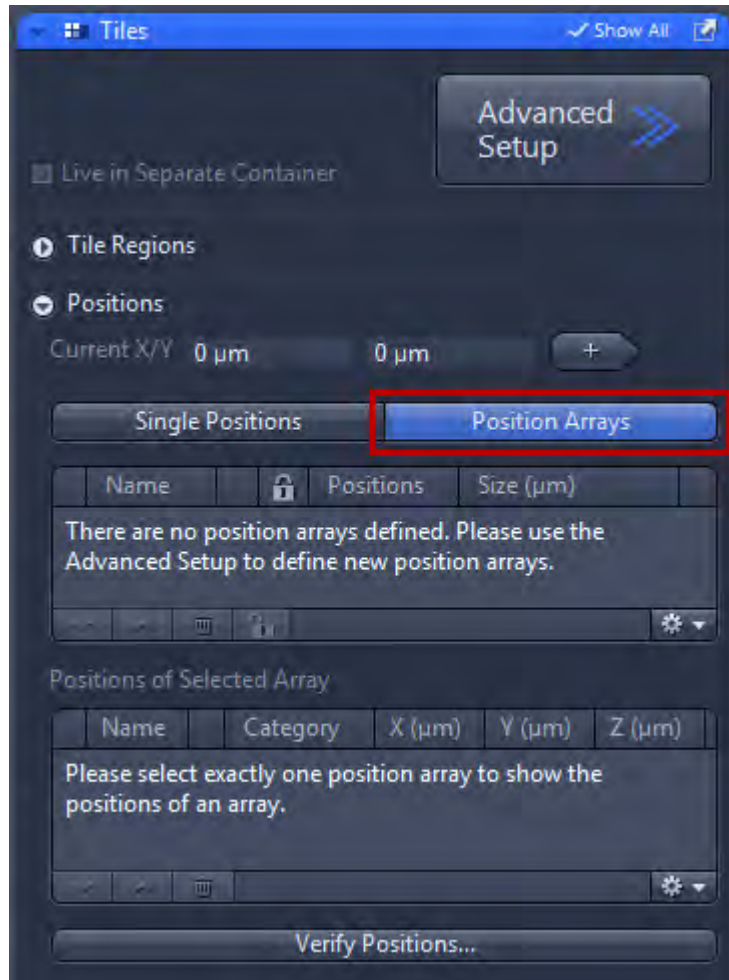 Tiles
Show All
Advanced
Setup
Live in Separate Container
Tile Regions
Positions
Current X/Y 0 µm 0 µm +
Single Positions Position Arrays
Name Positions Size (µm)
There are no position arrays defined. Please use the
Advanced Setup to define new position arrays.
Positions of Selected Array
Name Category X (µm) Y (µm) Z (µm)
Please select exactly one position array to show the
positions of an array.
Verify Positions...